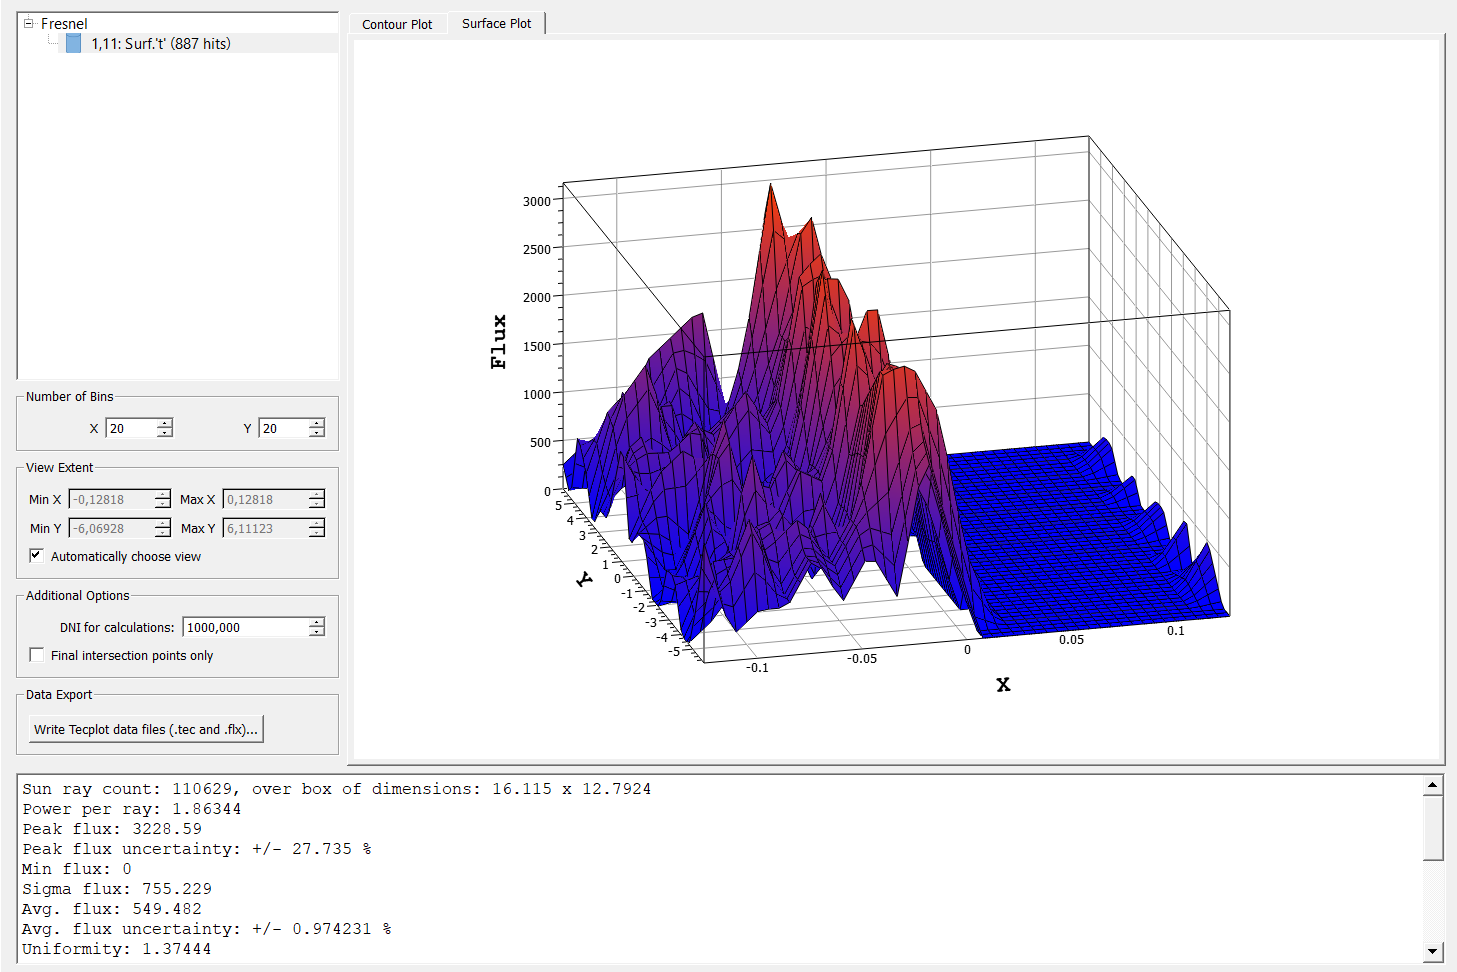 Fresnel
1,11: Surf.'t' (887 hits)
Number of Bins
X 20 Y 20
View Extent
Min X -0,12818 Max X 0,12818
Min Y -6,06928 Max Y 6,11123
Automatically choose view
Additional Options
DNI for calculations: 1000,000
Final intersection points only
Data Export
Write Tecplot data files (.tec and .flx)...
Contour Plot Surface Plot
Flux
3000
2500
2000
1500
1000
500
0
Y
5
4
3
2
1
0
-1
-2
-3
-4
-5
-0.1 -0.05 0 0.05 0.1
X
Sun ray count: 110629, over box of dimensions: 16.115 x 12.7924
Power per ray: 1.86344
Peak flux: 3228.59
Peak flux uncertainty: +/- 27.735 %
Min flux: 0
Sigma flux: 755.229
Avg. flux: 549.482
Avg. flux uncertainty: +/- 0.974231 %
Uniformity: 1.37444